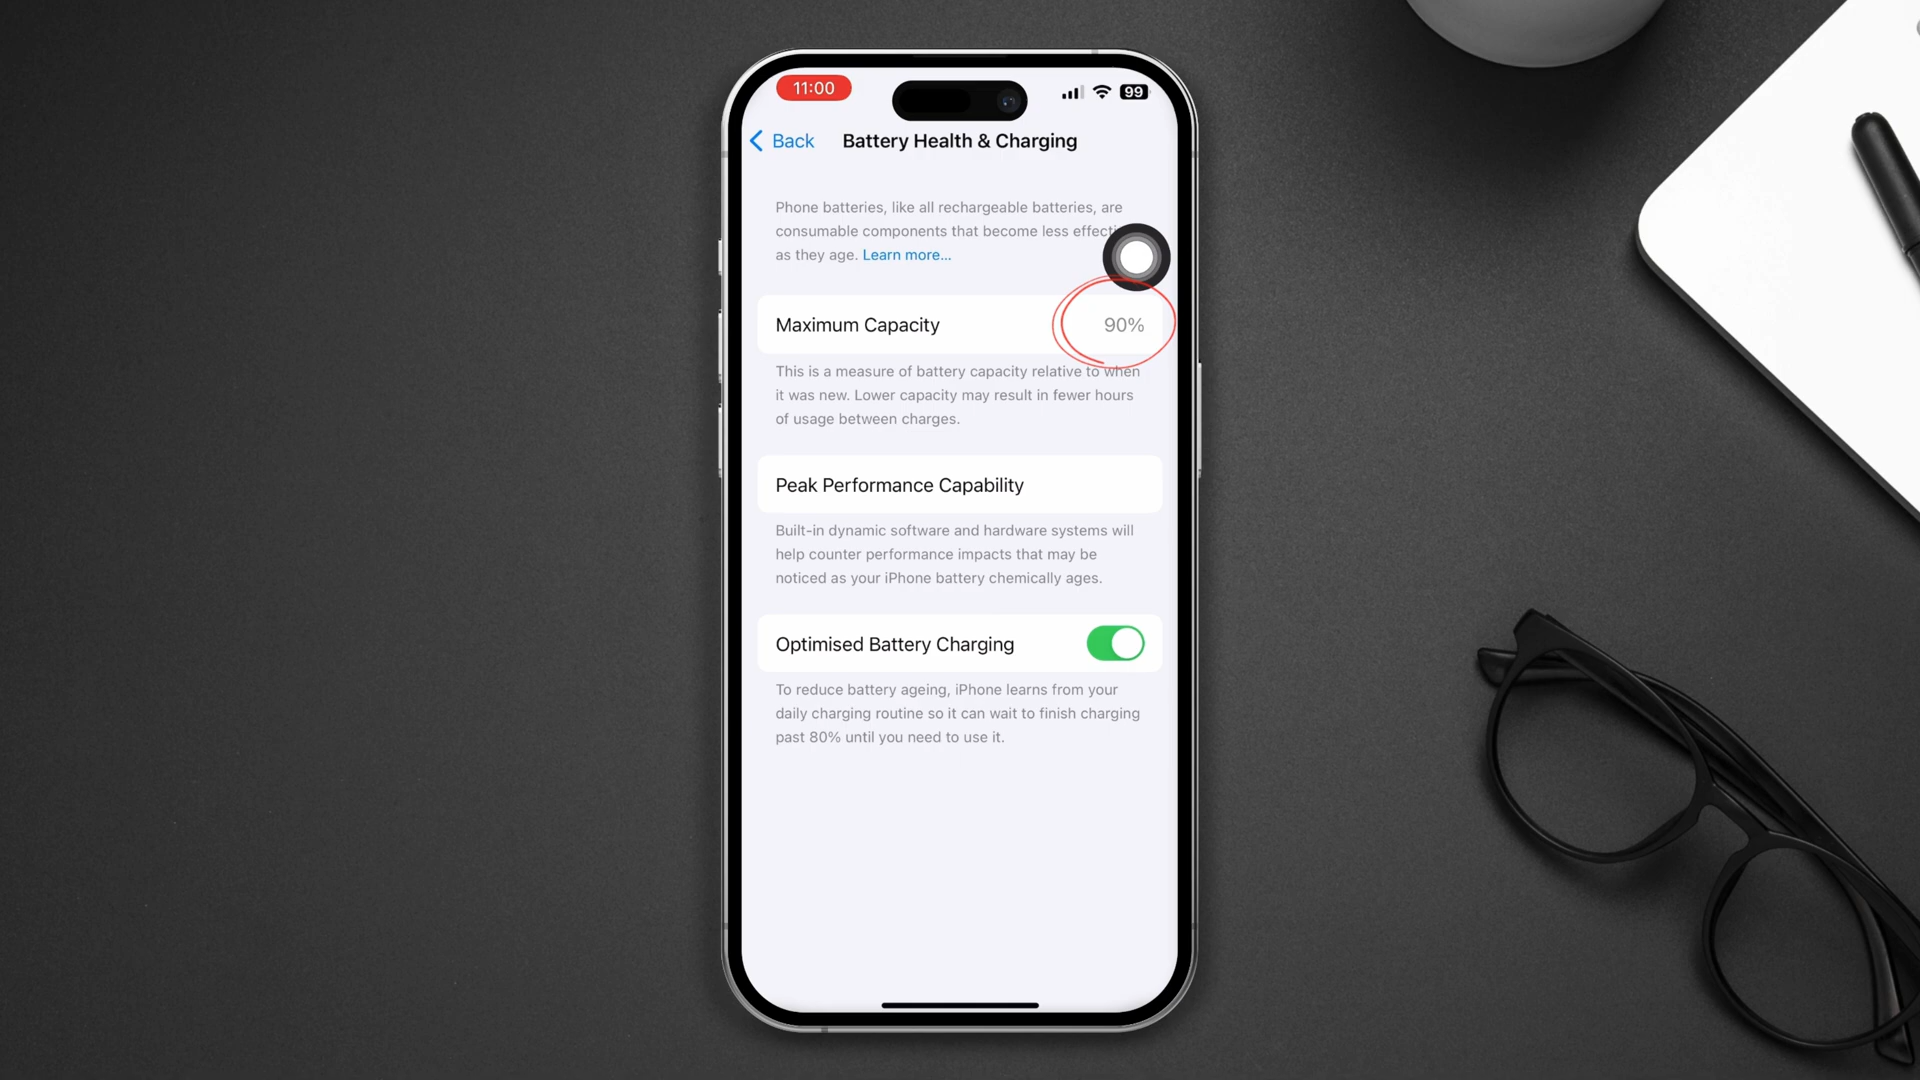 11:00
99
Back
Battery Health & Charging
Phone batteries, like all rechargeable batteries, are
consumable components that become less
as they age. Learn more...
Maximum Capacity
90%
This is a measure of battery capacity relative to when
it was new. Lower capacity may result in fewer hours
of usage between charges.
Peak Performance Capability
Built-in dynamic software and hardware systems will
help counter performance impacts that may be
noticed as your iPhone battery chemically ages.
Optimised Battery Charging
To reduce battery ageing, iPhone learns from your
daily charging routine so it can wait to finish charging
past 80% until you need to use it.